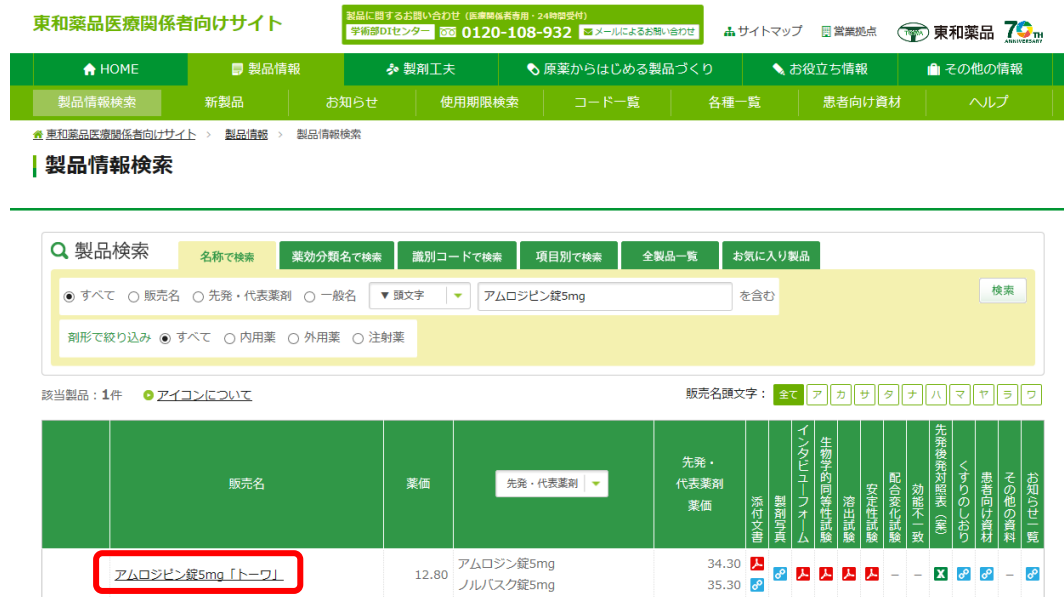 東和薬品医療関係者向けサイト
製品に関するお問い合わせ（医療関係者専用・24時間受付）
学術部DIセンター 0120-108-932 メールによるお問い合わせ
サイトマップ 営業拠点 TOWA 東和薬品 70TH ANNIVERSARY
HOME 製品情報 製剤工夫 原薬からはじめる製品づくり お役立ち情報 その他の情報
製品情報検索 新製品 お知らせ 使用期限検索 コード一覧 各種一覧 患者向け資材 ヘルプ
東和薬品医療関係者向けサイト > 製品情報 > 製品情報検索
製品情報検索
製品検索 名称で検索 薬効分類名で検索 識別コードで検索 項目別で検索 全製品一覧 お気に入り製品
すべて 販売名 先発・代表薬剤 一般名 ▼頭文字 アムロジピン錠5mg を含む 検索
剤形で絞り込み すべて 内用薬 外用薬 注射薬
該当製品：1件 アイコンについて 販売名頭文字： 全て ア カ サ タ ナ ハ マ ヤ ラ ワ
販売名
薬価
先発・代表薬剤
先発・
代表薬剤
薬価
添付文書
製剤写真
インタビューフォーム
生物学的同等性試験
溶出試験
安定性試験
配合変化試験
効能不一致
先発後発対照表（案）
くすりのしおり
患者向け資材
その他の資料
お知らせ一覧
アムロジピン錠5mg「トーワ」 12.80
アムロジン錠5mg 34.30
ノルバスク錠5mg 35.30
– – X –